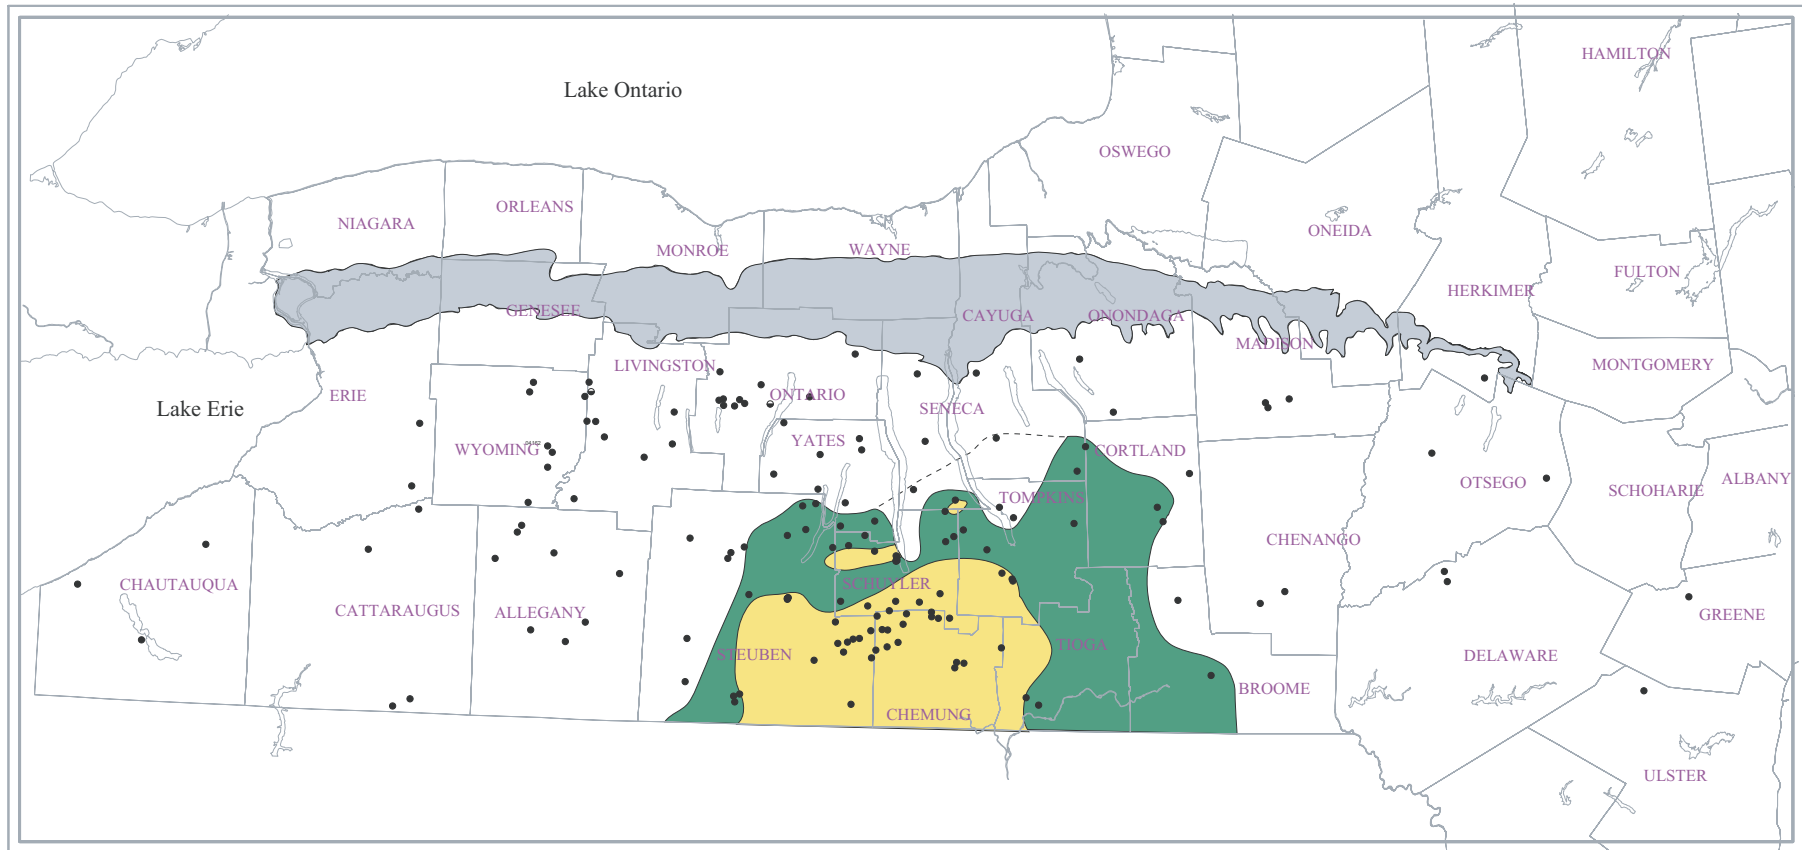 HAMILTON
Lake Ontario
OSWEGO
ORLEANS
NIAGARA
ONEIDA
MONROE
WAYNE
FULTON
HERKIMER
GENESEE
CAYUGA
ONONDAGA
MADISON
LIVINGSTON
MONTGOMERY
ERIE
ONTARIO
Lake Erie
SENECA
YATES
WYOMING
CORTLAND
ALBANY
OTSEGO
SCHOHARIE
TOMPKINS
CHENANGO
CHAUTAUQUA
SCHUYLER
CATTARAUGUS
ALLEGANY
GREENE
TIOGA
STEUBEN
DELAWARE
BROOME
CHEMUNG
ULSTER